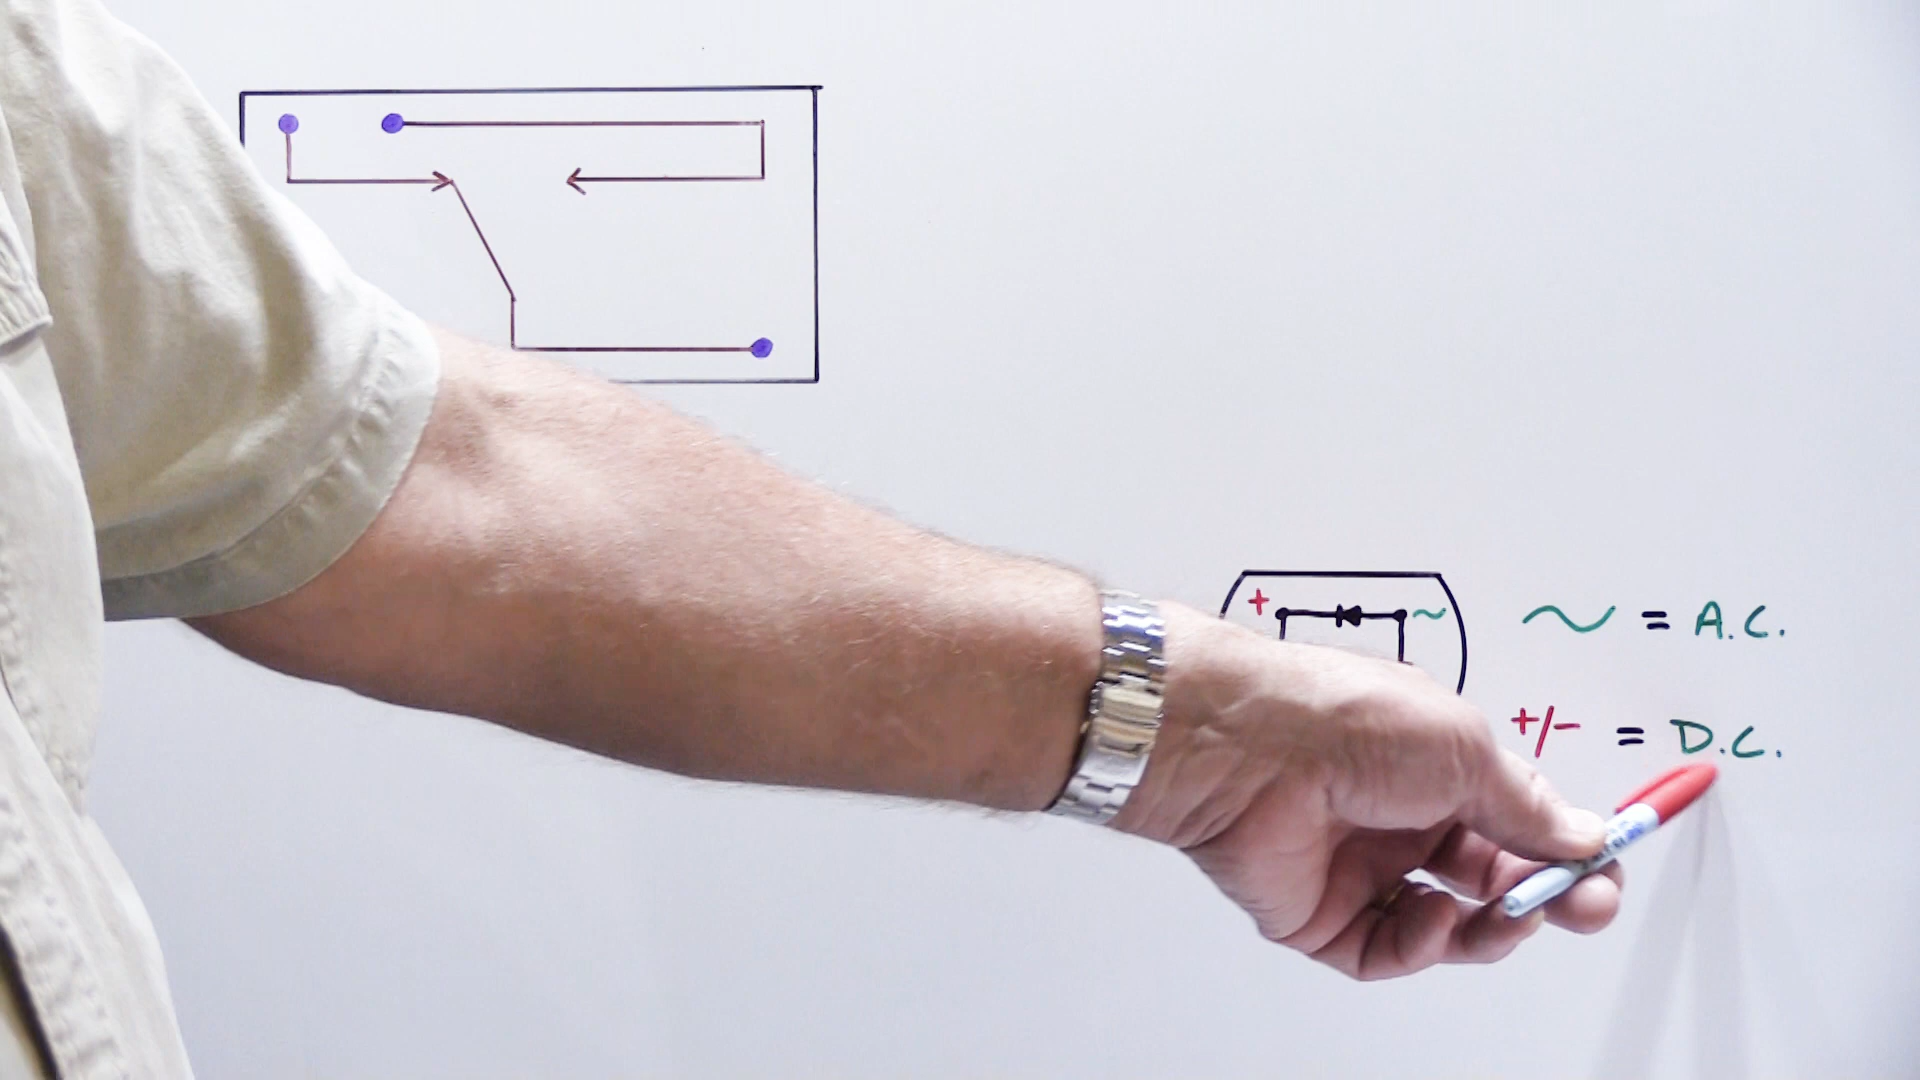 + ~
~ = A.C.
+/- = D.C.